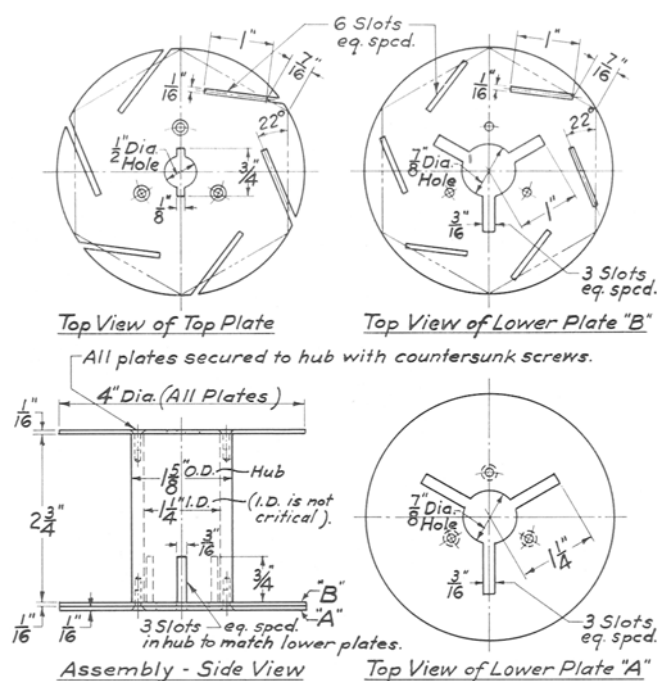 6 Slots
eq. spcd.
1"
7/16"
1/16"
22°
1/2" Dia.
Hole
3/4"
1/8"
Top View of Top Plate
1"
7/16"
1/16"
22°
7/8" Dia.
Hole
1"
3/16"
3 Slots
eq. spcd.
Top View of Lower Plate "B"
All plates secured to hub with countersunk screws.
4" Dia. (All Plates)
1/16"
1 5/8" O.D. Hub
1 1/4" I.D. (I.D. is not
critical).
2 3/4"
3/16"
3/4"
"B"
"A"
1/16"
1/16"
3 Slots eq. spcd.
in hub to match lower plates.
Assembly - Side View
7/8" Dia.
Hole
1 1/4"
3/16"
3 Slots
eq. spcd.
Top View of Lower Plate "A"